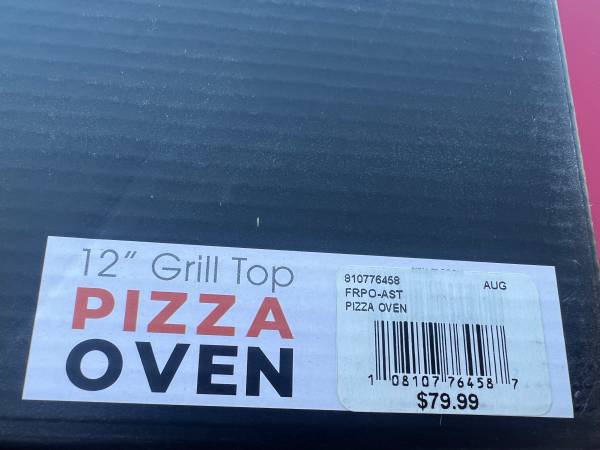 12" Grill Top
PIZZA
OVEN
810776458
AUG
FRPO-AST
PIZZA OVEN
1 08107 76458 7
$79.99